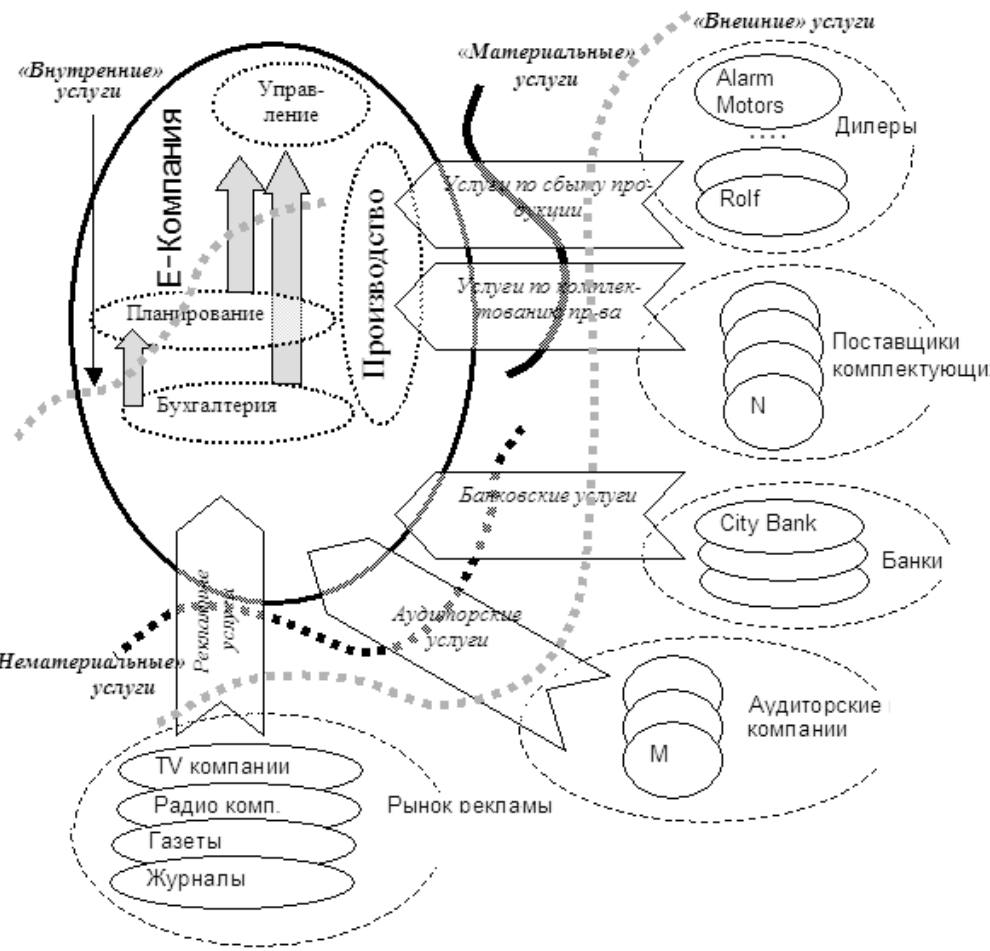 «Внешние» услуги
«Внутренние»
услуги
«Материальные»
услуги
Управ-
ление
Е-Компания
Производство
Планирование
Бухгалтерия
Услуги по сбыту про-
дукции
Услуги по комплек-
тованию пр-ва
Банковские услуги
Аудиторские
услуги
Рекламные
услуги
Нематериальные»
услуги
Alarm
Motors
....
Дилеры
Rolf
Поставщики
комплектующи
N
City Bank
Банки
Аудиторские
компании
M
TV компании
Радио комп.
Газеты
Журналы
Рынок рекламы